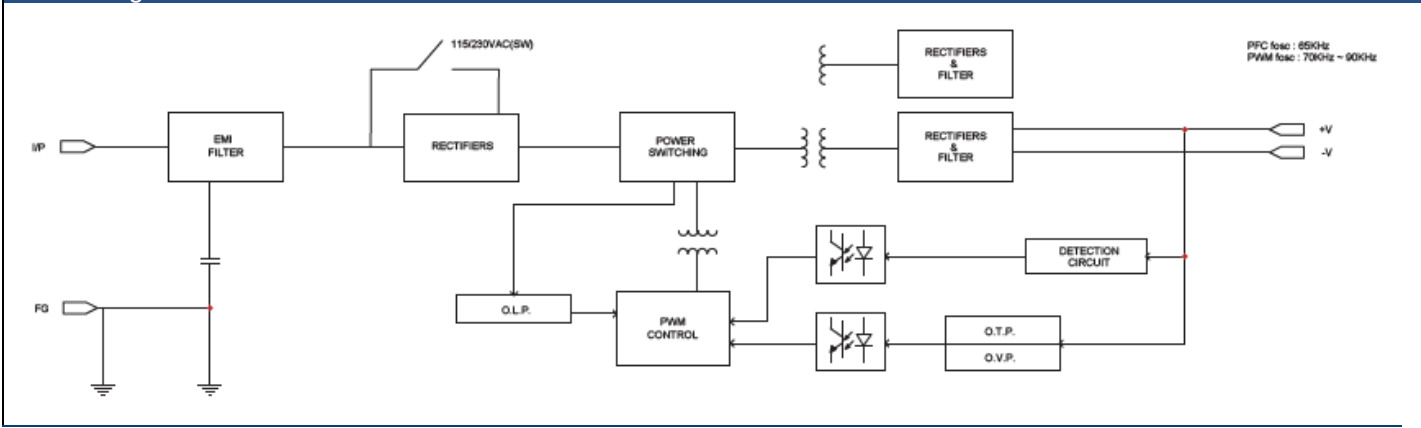 115/230VAC(SW)
RECTIFIERS
&
FILTER
PFC fosc : 65KHz
PWM fosc : 70KHz ~ 90KHz
I/P
EMI
FILTER
RECTIFIERS
POWER
SWITCHING
RECTIFIERS
&
FILTER
+V
-V
DETECTION
CIRCUIT
FG
O.L.P.
PWM
CONTROL
O.T.P.
O.V.P.